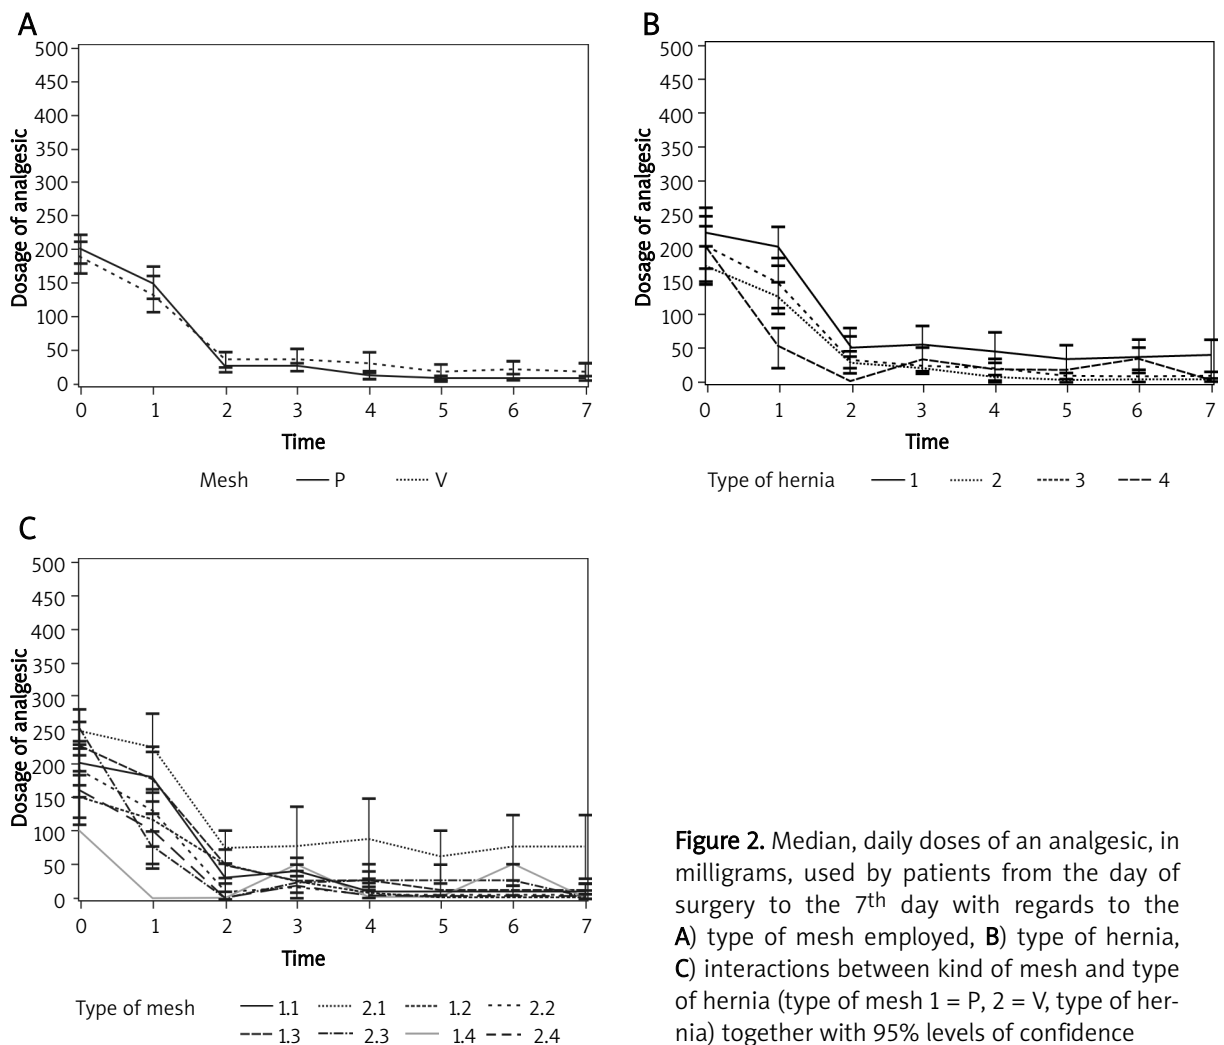 A
B
500
450
400
350
300
250
200
150
100
50
0
Dosage of analgesic
0 1 2 3 4 5 6 7
Time
Mesh P V
500
450
400
350
300
250
200
150
100
50
0
Dosage of analgesic
0 1 2 3 4 5 6 7
Time
Type of hernia 1 2 3 4
C
500
450
400
350
300
250
200
150
100
50
0
Dosage of analgesic
0 1 2 3 4 5 6 7
Time
Type of mesh 1.1 2.1 1.2 2.2
1.3 2.3 1.4 2.4
Figure 2. Median, daily doses of an analgesic, in
milligrams, used by patients from the day of
surgery to the 7th day with regards to the
A) type of mesh employed, B) type of hernia,
C) interactions between kind of mesh and type
of hernia (type of mesh 1 = P, 2 = V, type of her-
nia) together with 95% levels of confidence